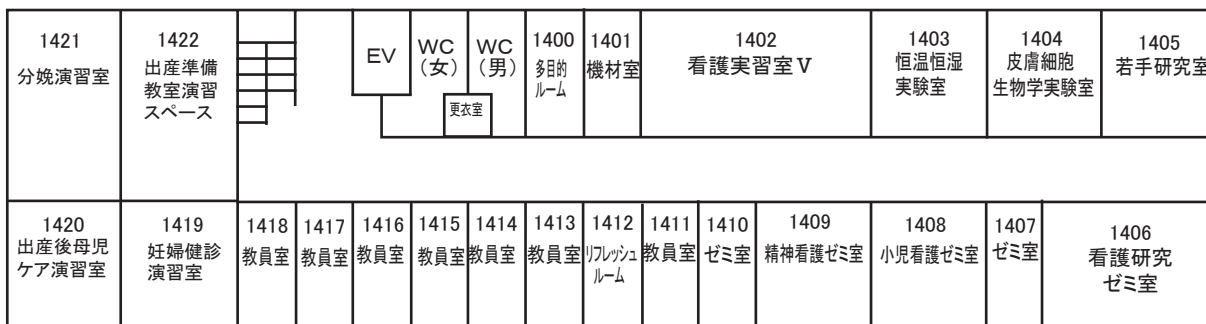 1421
分娩演習室
1422
出産準備
教室演習
スペース
EV
WC
(女)
WC
(男)
更衣室
1400
多目的
ルーム
1401
機材室
1402
看護実習室Ⅴ
1403
恒温恒湿
実験室
1404
皮膚細胞
生物学実験室
1405
若手研究室
1420
出産後母児
ケア演習室
1419
妊婦健診
演習室
1418
教員室
1417
教員室
1416
教員室
1415
教員室
1414
教員室
1413
教員室
1412
リフレッシュ
ルーム
1411
教員室
1410
ゼミ室
1409
精神看護ゼミ室
1408
小児看護ゼミ室
1407
ゼミ室
1406
看護研究
ゼミ室